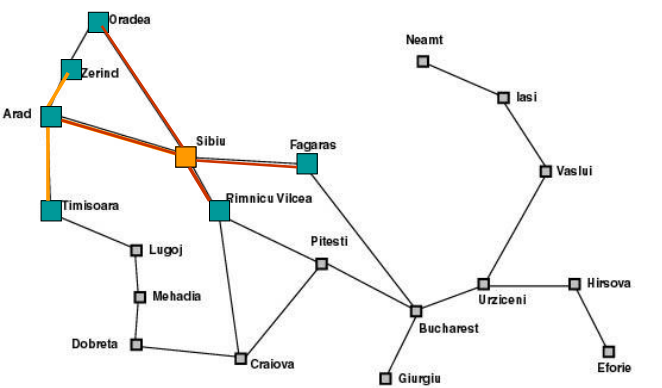 Oradea
Neamt
Zerind
Iasi
Arad
Sibiu
Fagaras
Vaslui
Timisoara
Rimnicu Vilcea
Lugoj
Pitesti
Hirsova
Mehadia
Urziceni
Bucharest
Dobreta
Craiova
Eforie
Giurgiu